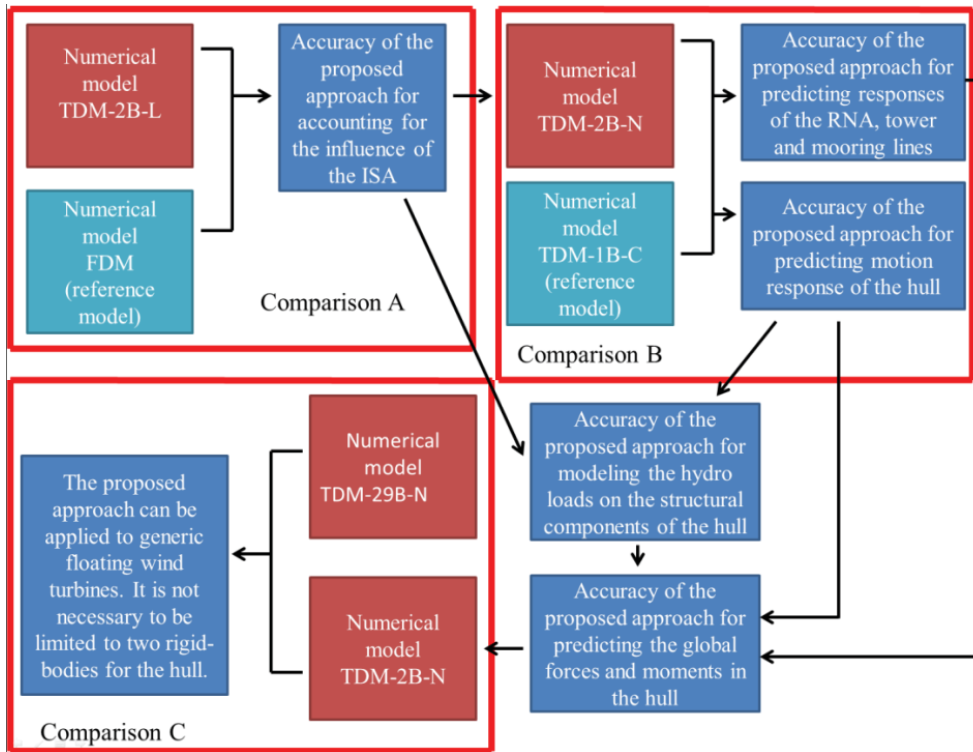 Numerical
model
TDM-2B-L
Accuracy of the
proposed
approach for
accounting for
the influence of
the ISA
Numerical
model
FDM
(reference
model)
Comparison A
Numerical
model
TDM-2B-N
Accuracy of the
proposed approach for
predicting responses
of the RNA, tower
and mooring lines
Numerical
model
TDM-1B-C
(reference
model)
Accuracy of the
proposed approach for
predicting motion
response of the hull
Comparison B
Accuracy of the
proposed approach for
modeling the hydro
loads on the structural
components of the hull
Accuracy of the
proposed approach for
predicting the global
forces and moments in
the hull
Numerical
model
TDM-29B-N
Numerical
model
TDM-2B-N
The proposed
approach can be
applied to generic
floating wind
turbines. It is not
necessary to be
limited to two rigid-
bodies for the hull.
Comparison C